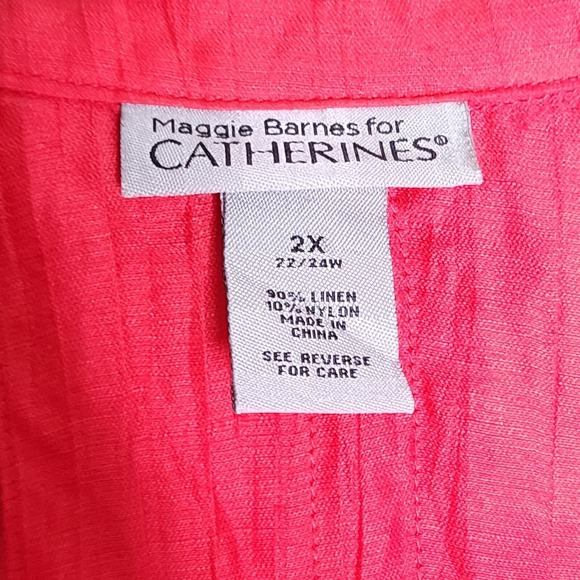 Maggie Barnes for
CATHERINES®
2X
22/24W
90% LINEN
10% NYLON
MADE IN
CHINA
SEE REVERSE
FOR CARE